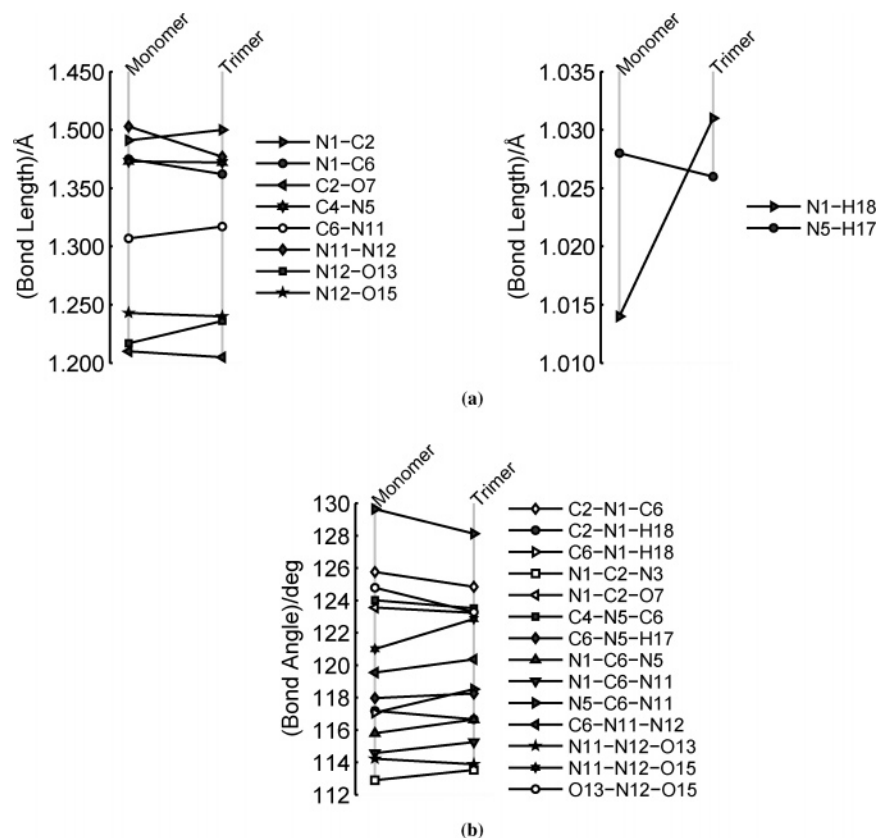 Monomer
Trimer
1.450
1.500
1.350
1.300
1.250
1.200
(Bond Length)/Å
N1−C2
N1−C6
C2−O7
C4−N5
C6−N11
N11−N12
N12−O13
N12−O15
Monomer
Trimer
1.035
1.030
1.025
1.020
1.015
1.010
(Bond Length)/Å
N1−H18
N5−H17
(a)
Monomer
Trimer
130
128
126
124
122
120
118
116
114
112
(Bond Angle)/deg
C2−N1−C6
C2−N1−H18
C6−N1−H18
N1−C2−N3
N1−C2−O7
C4−N5−C6
C6−N5−H17
N1−C6−N5
N1−C6−N11
N5−C6−N11
C6−N11−N12
N11−N12−O13
N11−N12−O15
O13−N12−O15
(b)